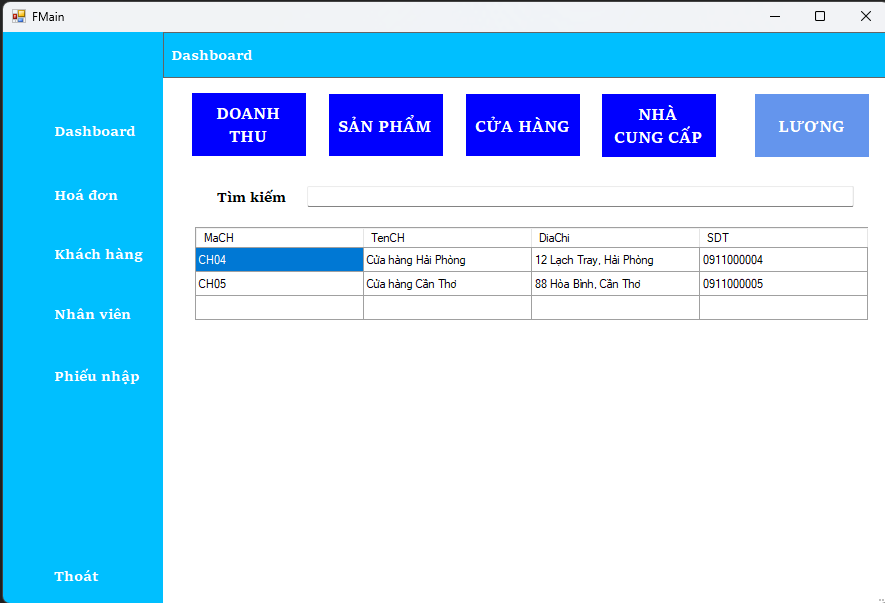 FMain
Dashboard
Dashboard
Hoá đơn
Khách hàng
Nhân viên
Phiếu nhập
Thoát
DOANH
THU
SẢN PHẨM
CỬA HÀNG
NHÀ
CUNG CẤP
LƯƠNG
Tìm kiếm
MaCH TenCH DiaChi SDT
CH04 Cửa hàng Hải Phòng 12 Lạch Tray, Hải Phòng 0911000004
CH05 Cửa hàng Cần Thơ 88 Hòa Bình, Cần Thơ 0911000005